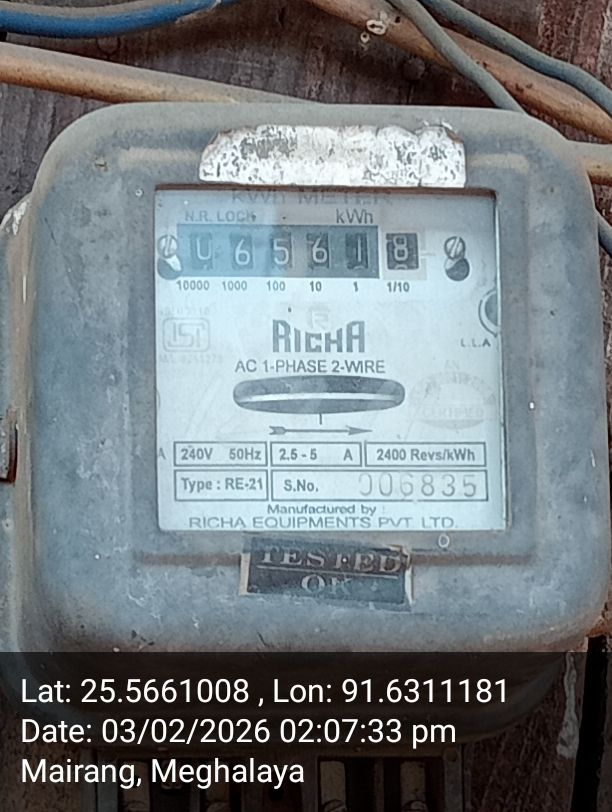 KWh METER
N.R. LOCK kWh
0 6 5 6 1 8
10000 1000 100 10 1 1/10
ISI
RICHA
L.L.A
AC 1-PHASE 2-WIRE
240V 50Hz 2.5 - 5 A 2400 Revs/kWh
Type : RE-21 S.No. 006835
Manufactured by :
RICHA EQUIPMENTS PVT. LTD.
TESTED
OK
Lat: 25.5661008 , Lon: 91.6311181
Date: 03/02/2026 02:07:33 pm
Mairang, Meghalaya